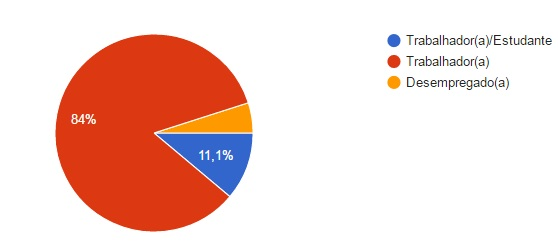 Trabalhador(a)/Estudante
Trabalhador(a)
Desempregado(a)
84%
11,1%